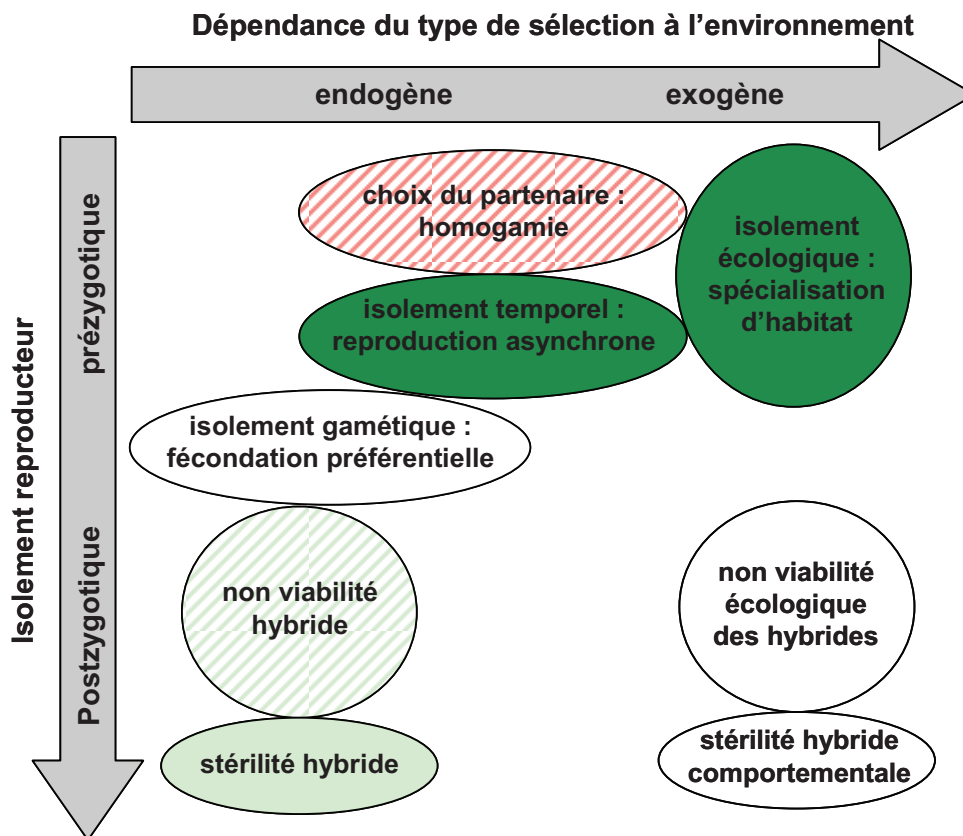 Dépendance du type de sélection à l'environnement
endogène
exogène
Isolement reproducteur
prézygotique
Postzygotique
choix du partenaire :
homogamie
isolement
écologique :
spécialisation
d'habitat
isolement temporel :
reproduction asynchrone
isolement gamétique :
fécondation préférentielle
non viabilité
hybride
non viabilité
écologique
des hybrides
stérilité hybride
stérilité hybride
comportementale